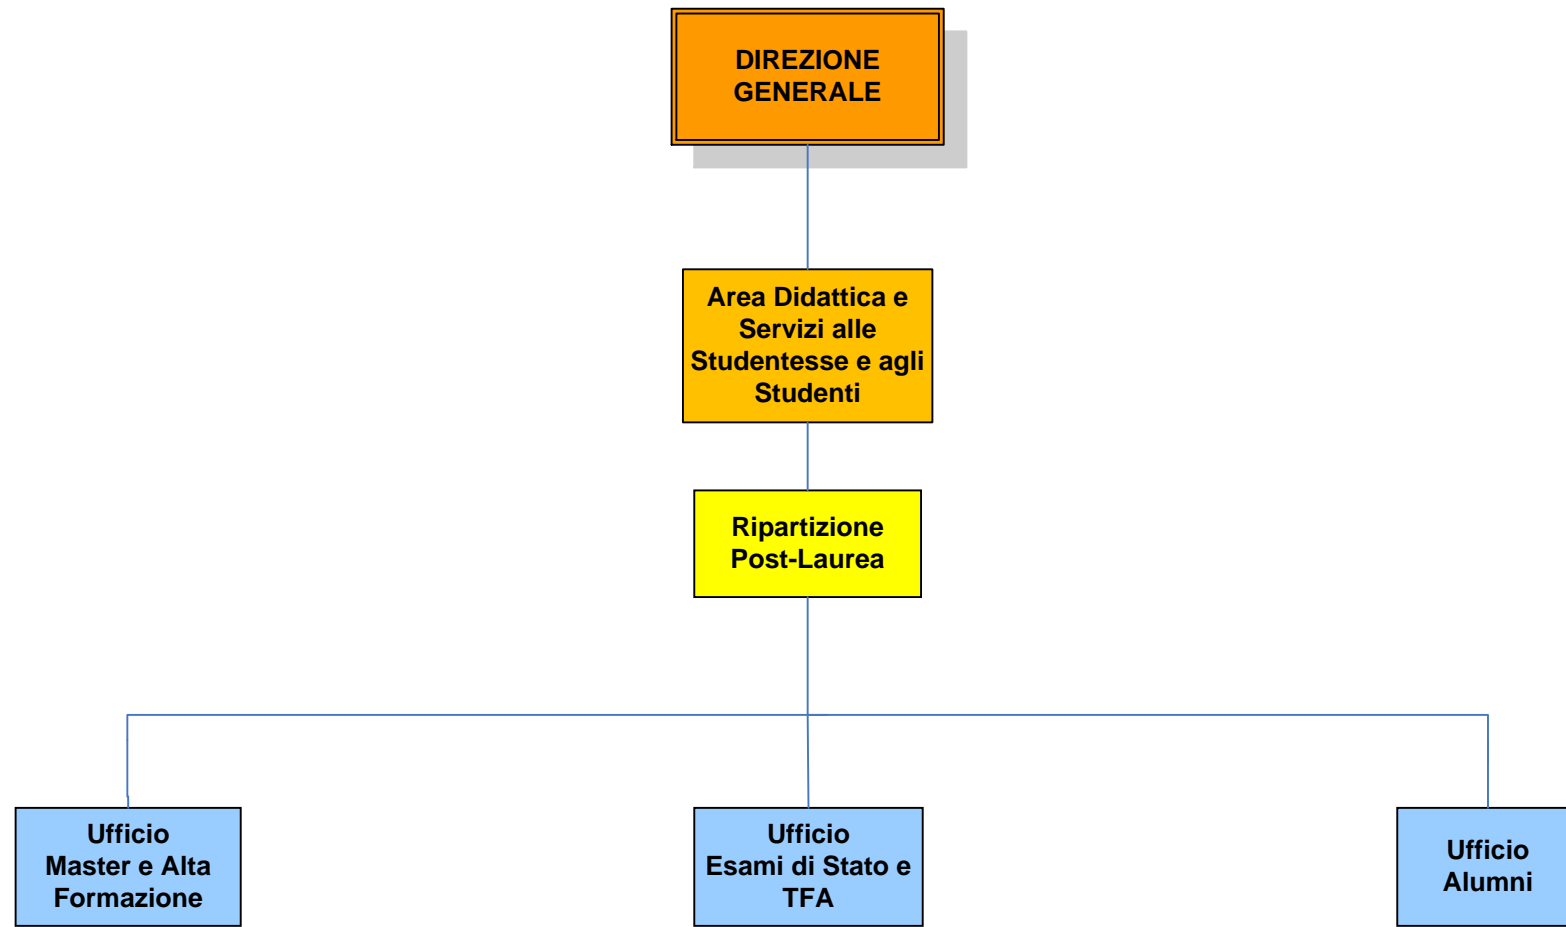 DIREZIONE
GENERALE
Area Didattica e
Servizi alle
Studentesse e agli
Studenti
Ripartizione
Post-Laurea
Ufficio
Master e Alta
Formazione
Ufficio
Esami di Stato e
TFA
Ufficio
Alumni